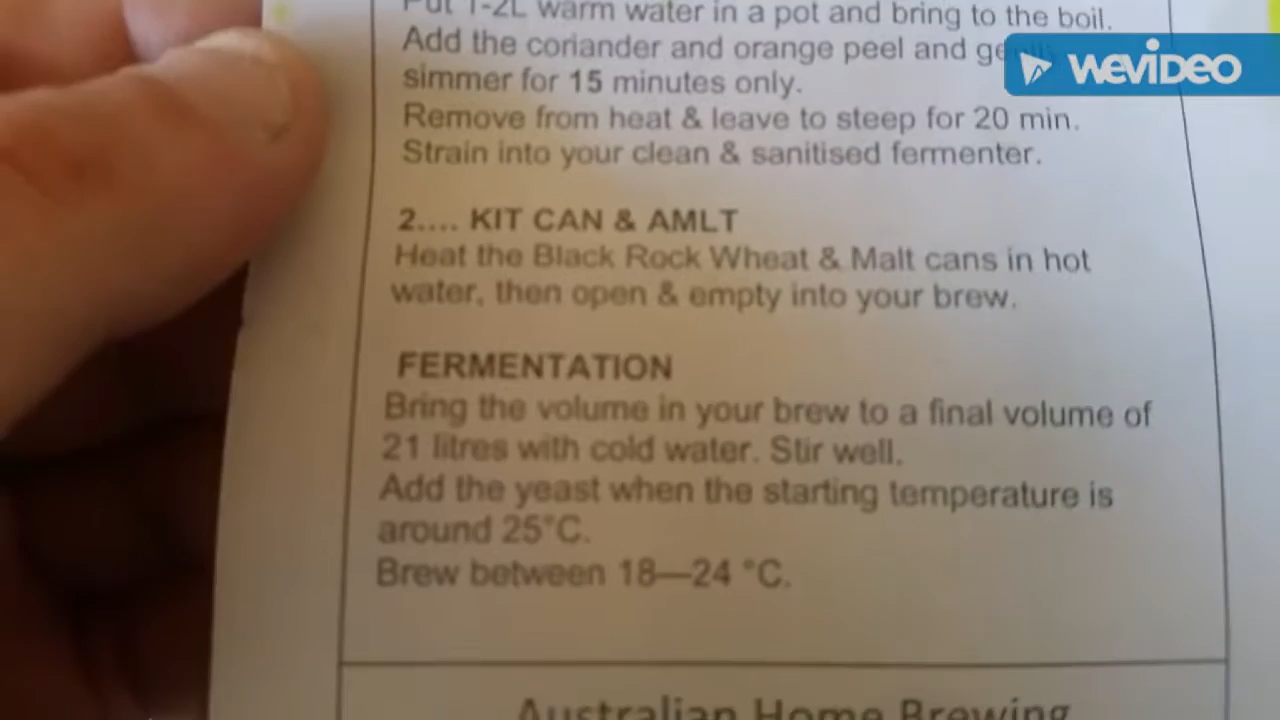 Put 1-2L warm water in a pot and bring to the boil.
Add the coriander and orange peel and
WEVIDEO
simmer for 15 minutes only.
Remove from heat & leave to steep for 20 min.
Strain into your clean & sanitised fermenter.
2.... KIT CAN & AMLT
Heat the Black Rock Wheat & Malt cans in hot
water, then open & empty into your brew.
FERMENTATION
Bring the volume in your brew to a final volume of
21 litres with cold water. Stir well.
Add the yeast when the starting temperature is
around 25°C.
Brew between 18—24 °C.
Australian Home Brewing